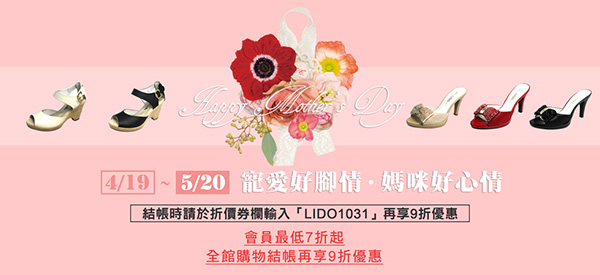 Happy Mother's Day
4/19 ~ 5/20 寵愛好腳情・媽咪好心情
結帳時請於折價券欄輸入「LIDO1031」再享9折優惠
會員最低7折起
全館購物結帳再享9折優惠